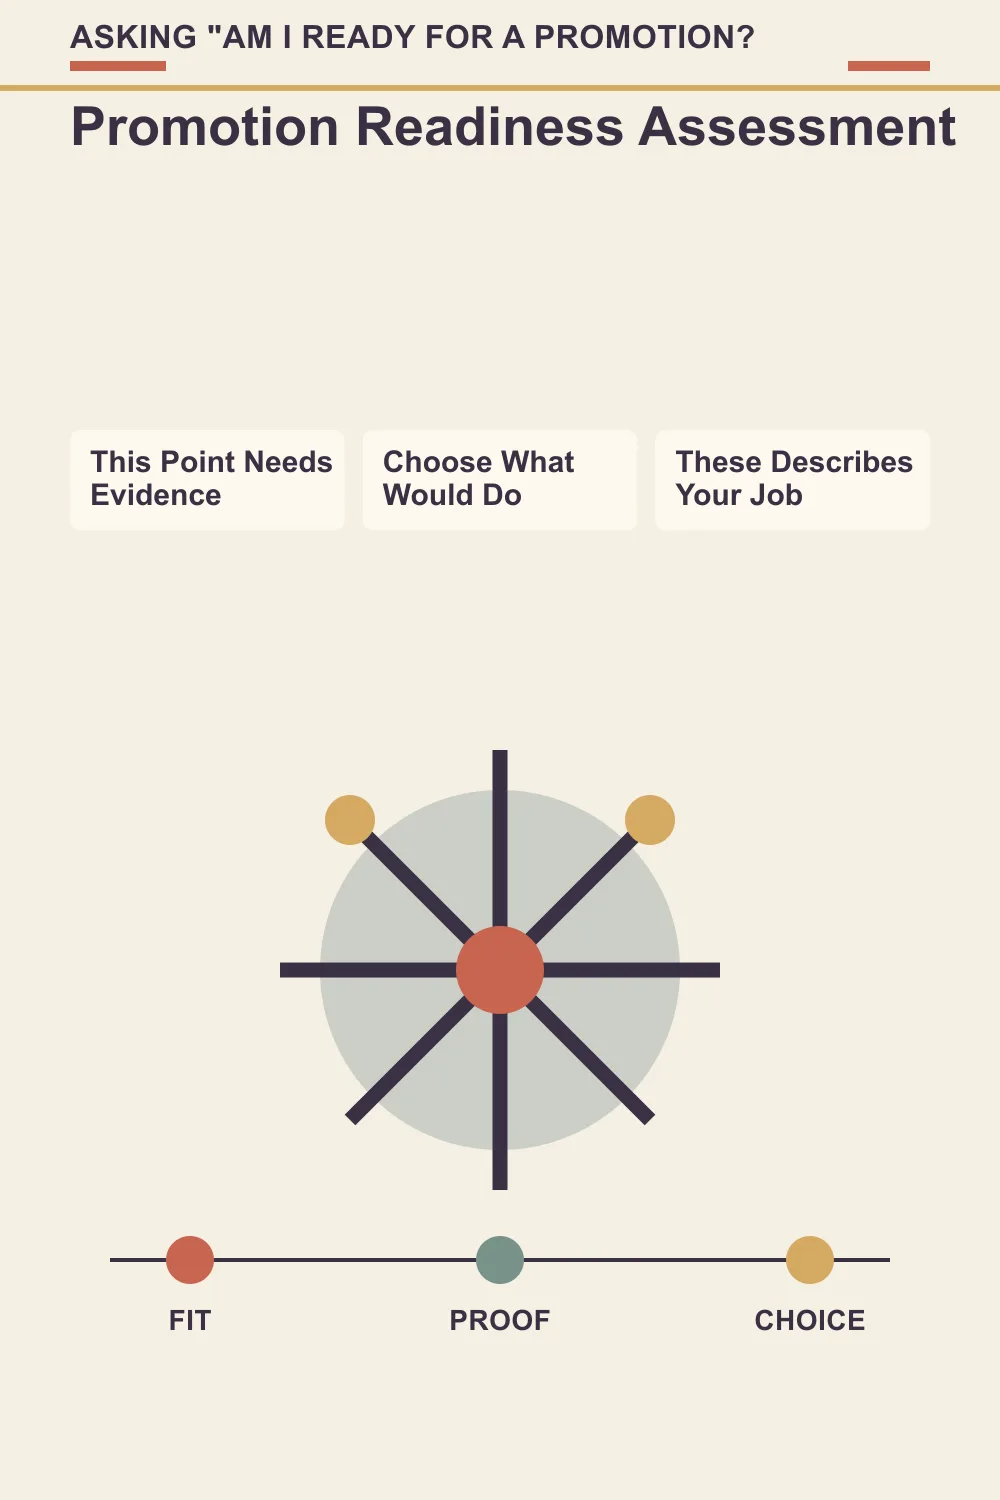 ASKING "AM I READY FOR A PROMOTION?
Promotion Readiness Assessment
This Point Needs
Evidence
Choose What
Would Do
These Describes
Your Job
FIT
PROOF
CHOICE